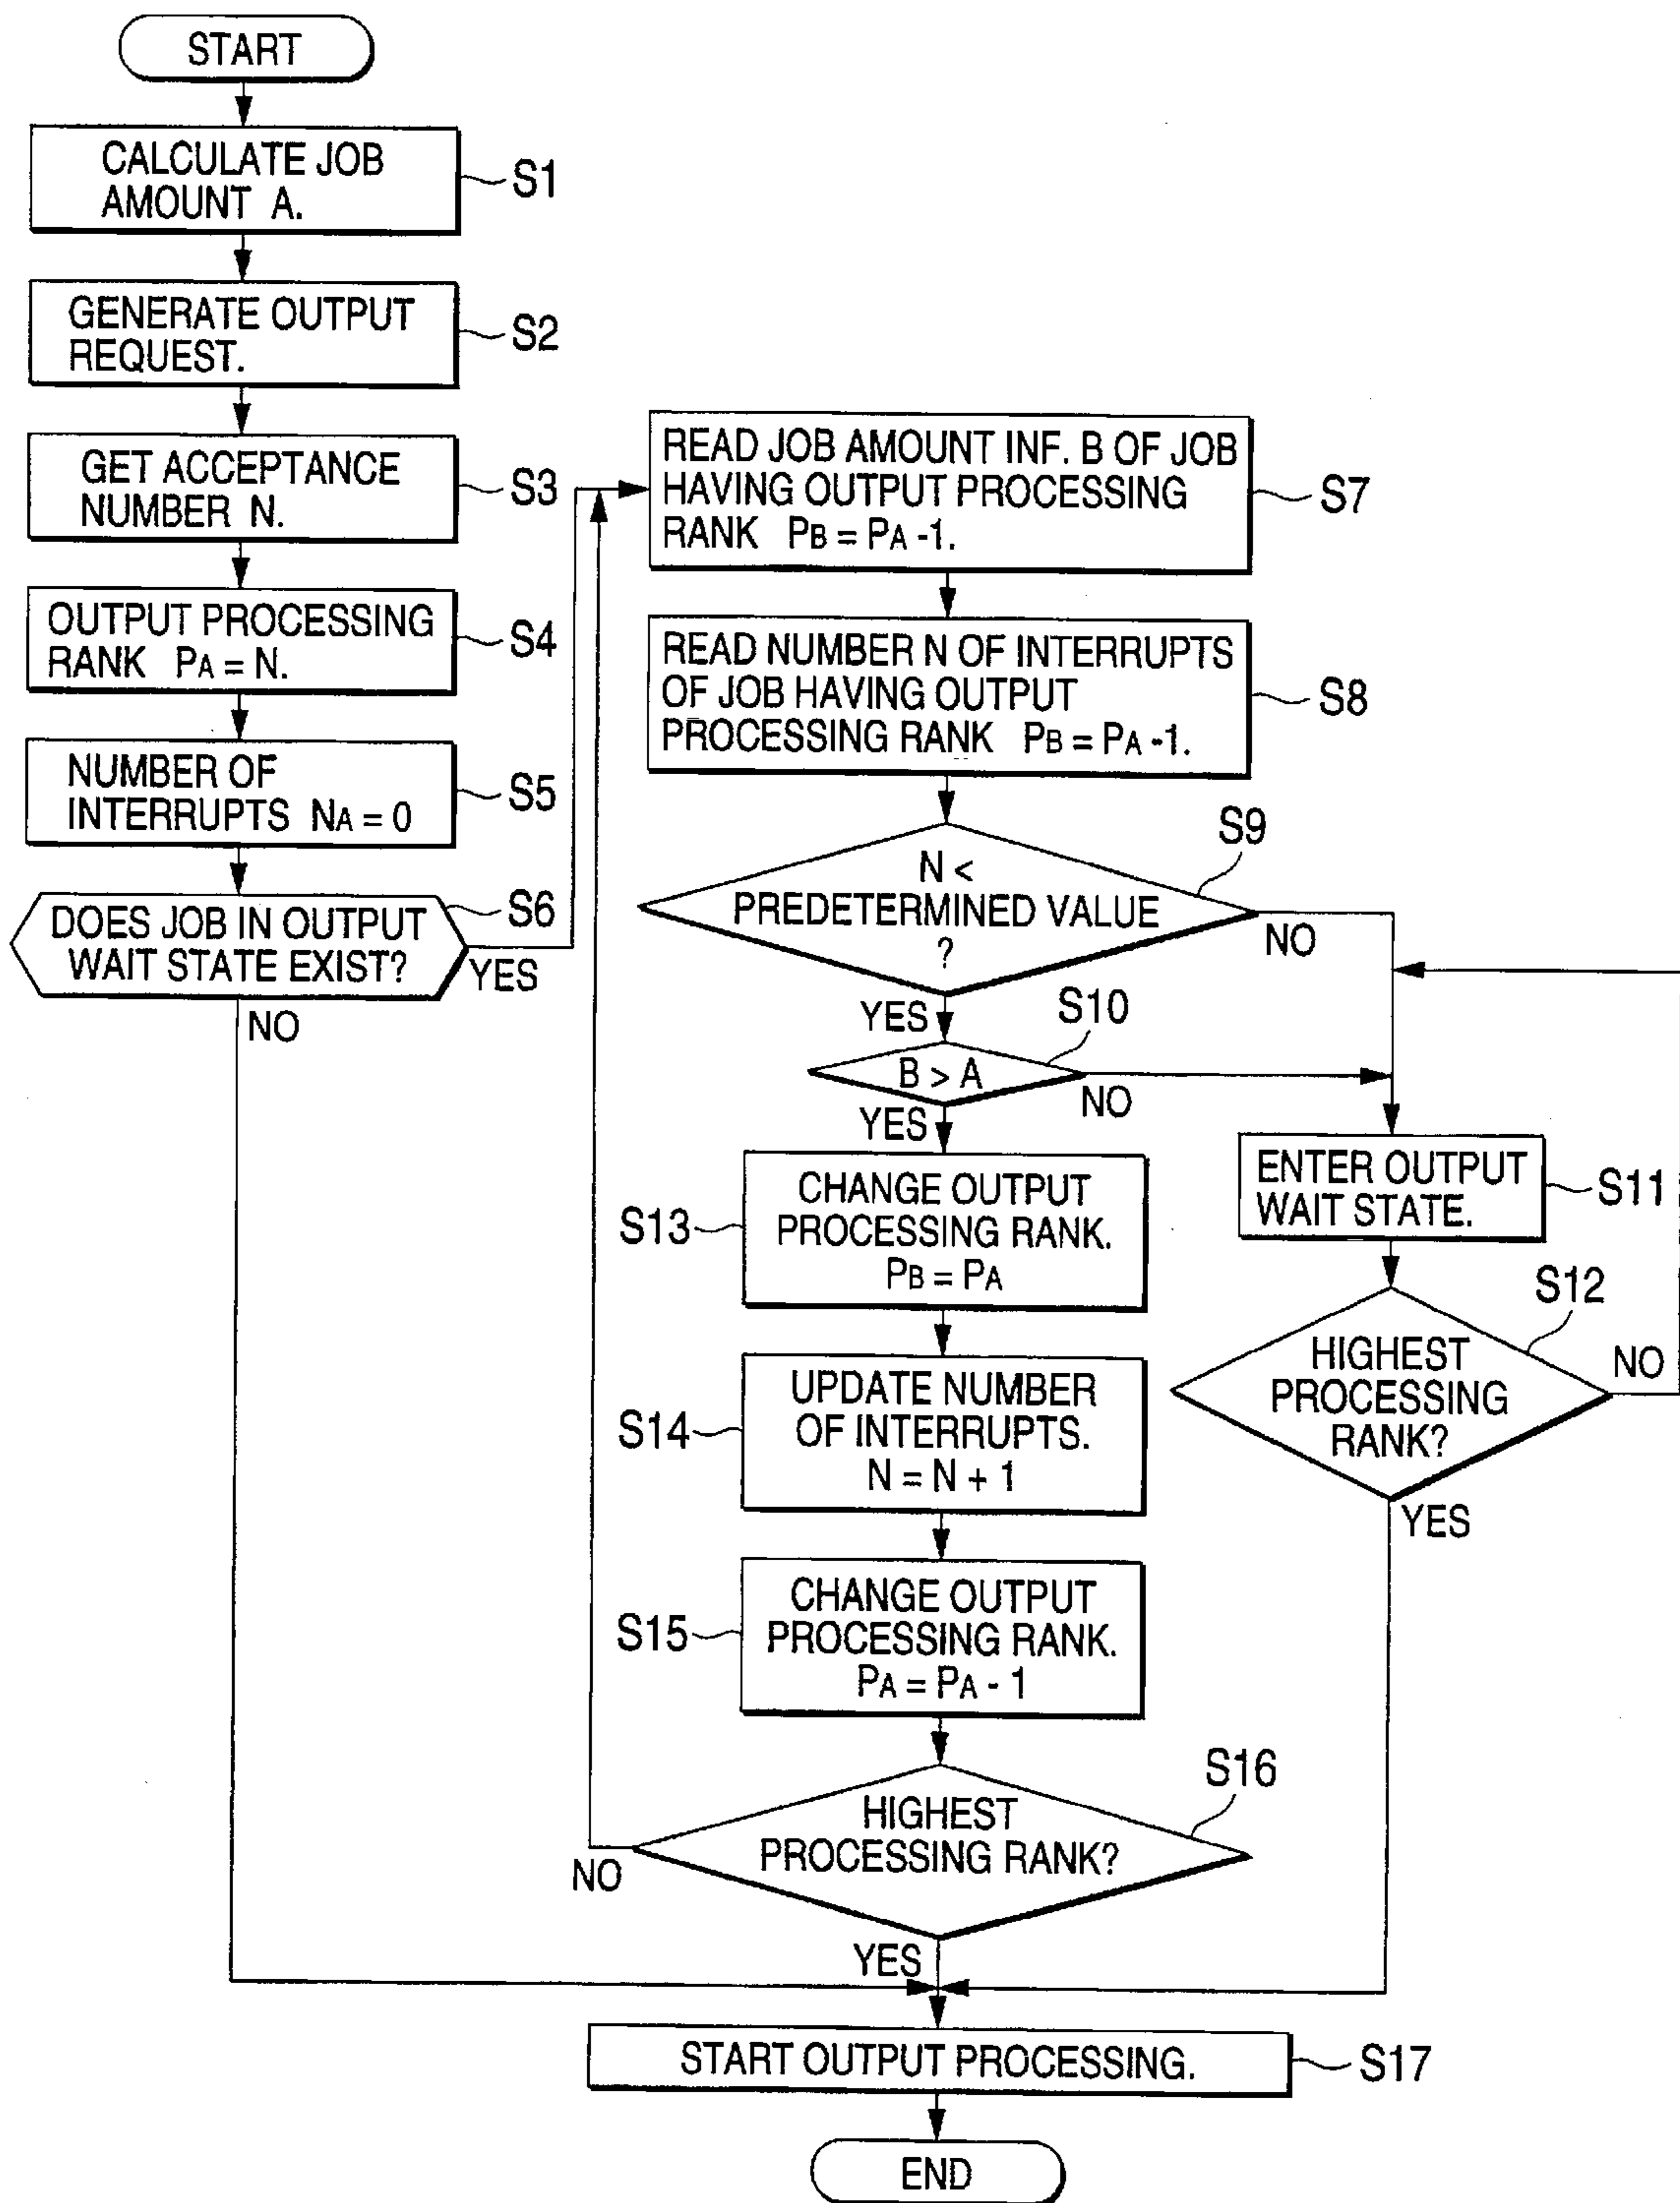 START
CALCULATE JOB
AMOUNT A.
S1
GENERATE OUTPUT
REQUEST.
S2
GET ACCEPTANCE
NUMBER N.
S3
OUTPUT PROCESSING
RANK PA = N.
S4
NUMBER OF
INTERRUPTS NA = 0
S5
DOES JOB IN OUTPUT
WAIT STATE EXIST?
S6
YES
NO
READ JOB AMOUNT INF. B OF JOB
HAVING OUTPUT PROCESSING
RANK PB = PA -1.
S7
READ NUMBER N OF INTERRUPTS
OF JOB HAVING OUTPUT
PROCESSING RANK PB = PA -1.
S8
N <
PREDETERMINED VALUE
?
S9
NO
YES
B > A
S10
NO
YES
ENTER OUTPUT
WAIT STATE.
S11
HIGHEST
PROCESSING
RANK?
S12
NO
YES
CHANGE OUTPUT
PROCESSING RANK.
PB = PA
S13
UPDATE NUMBER
OF INTERRUPTS.
N = N + 1
S14
CHANGE OUTPUT
PROCESSING RANK.
PA = PA - 1
S15
HIGHEST
PROCESSING RANK?
S16
NO
YES
START OUTPUT PROCESSING.
S17
END